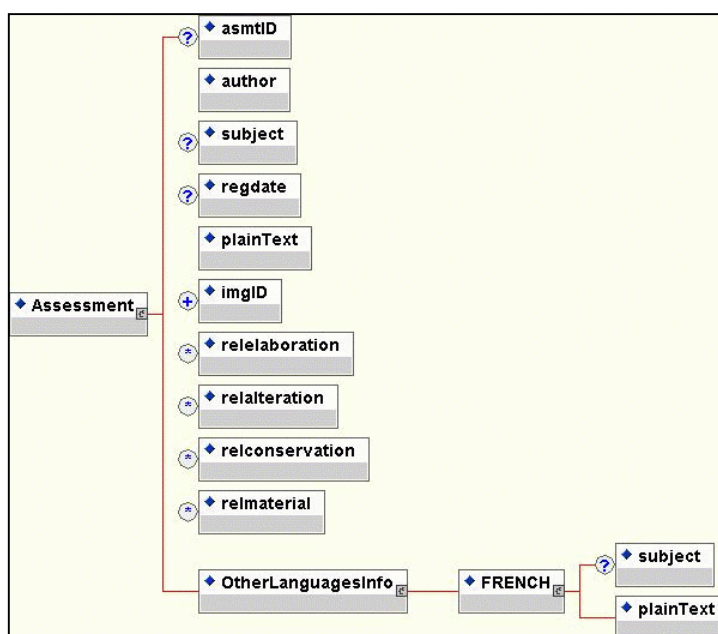 ? asmtID
author
? subject
? regdate
plainText
Assessment
+ imgID
* relelaboration
* relalteration
* relconservation
* relmaterial
OtherLanguagesInfo
FRENCH
? subject
plainText